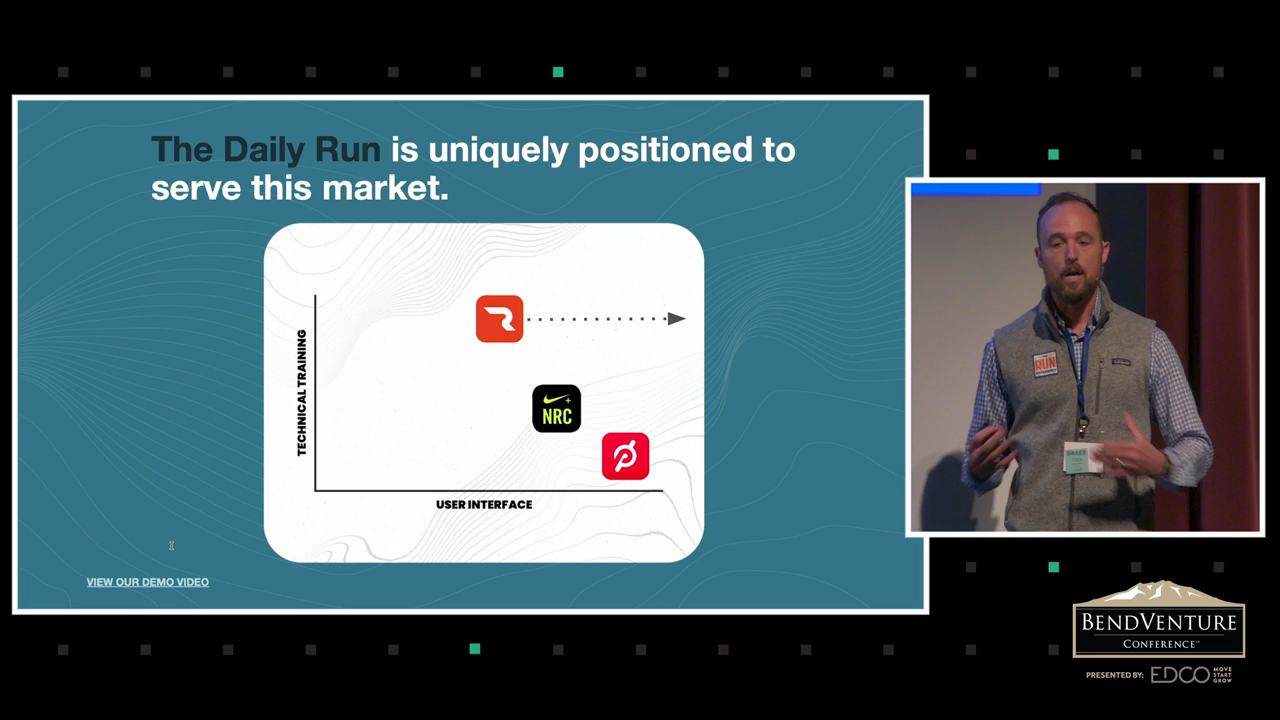 The Daily Run is uniquely positioned to
serve this market.
TECHNICAL TRAINING
NRC
USER INTERFACE
VIEW OUR DEMO VIDEO
RUN
BENDVENTURE
CONFERENCE™
PRESENTED BY: EDCO MOVE
START
GROW